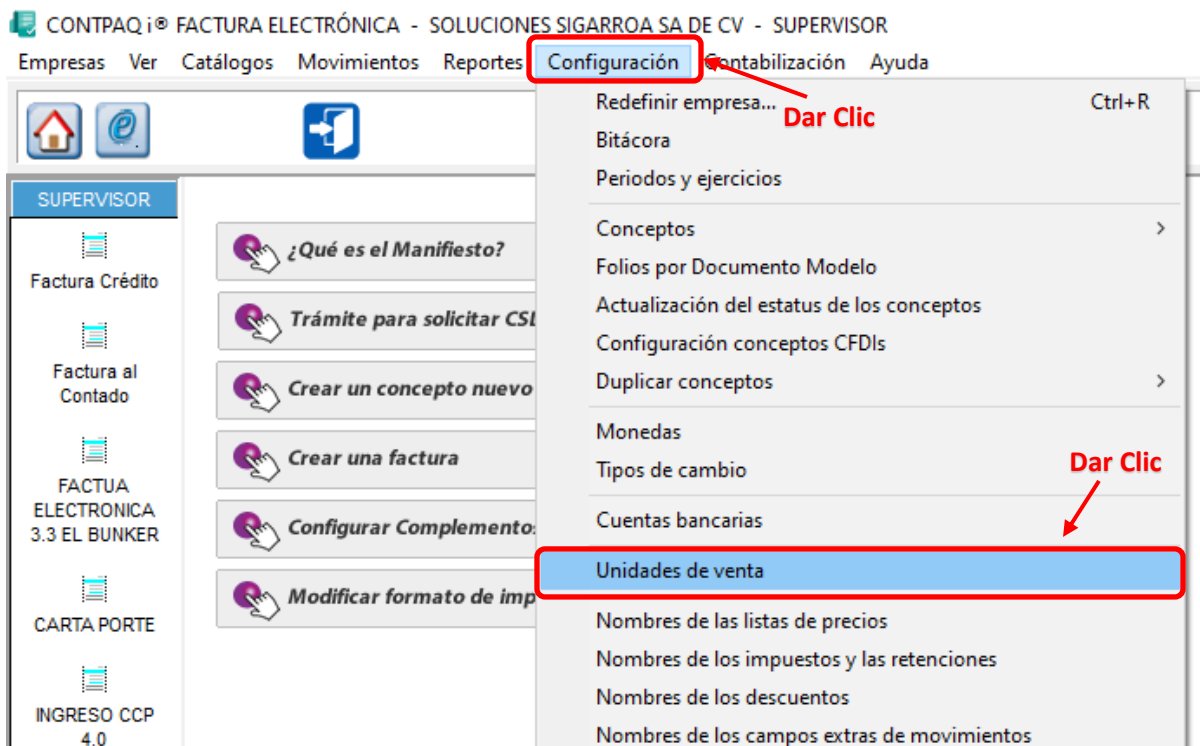 CONTPAQ i® FACTURA ELECTRÓNICA - SOLUCIONES SIGARROA SA DE CV - SUPERVISOR
Empresas Ver Catálogos Movimientos Reportes Configuración Contabilización Ayuda
Redefinir empresa... Ctrl+R
Dar Clic
Bitácora
Periodos y ejercicios
Conceptos
Folios por Documento Modelo
Actualización del estatus de los conceptos
Configuración conceptos CFDIs
Duplicar conceptos
Monedas
Tipos de cambio
Dar Clic
Cuentas bancarias
Unidades de venta
Nombres de las listas de precios
Nombres de los impuestos y las retenciones
Nombres de los descuentos
Nombres de los campos extras de movimientos
SUPERVISOR
Factura Crédito
Factura al
Contado
FACTUA
ELECTRONICA
3.3 EL BUNKER
CARTA PORTE
INGRESO CCP
4.0
¿Qué es el Manifiesto?
Trámite para solicitar
Crear un concepto nuevo
Crear una factura
Configurar Complemento
Modificar formato de imp